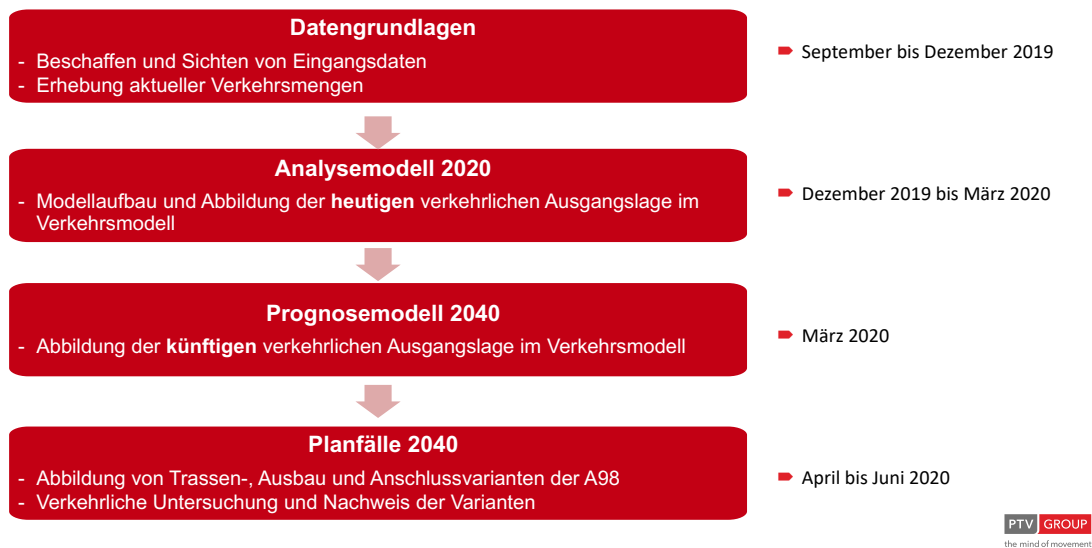 Datengrundlagen
- Beschaffen und Sichten von Eingangsdaten
- Erhebung aktueller Verkehrsmengen
September bis Dezember 2019
Analysemodell 2020
- Modellaufbau und Abbildung der heutigen verkehrlichen Ausgangslage im
Verkehrsmodell
Dezember 2019 bis März 2020
Prognosemodell 2040
- Abbildung der künftigen verkehrlichen Ausgangslage im Verkehrsmodell
März 2020
Planfälle 2040
- Abbildung von Trassen-, Ausbau und Anschlussvarianten der A98
- Verkehrliche Untersuchung und Nachweis der Varianten
April bis Juni 2020
PTV GROUP
the mind of movement